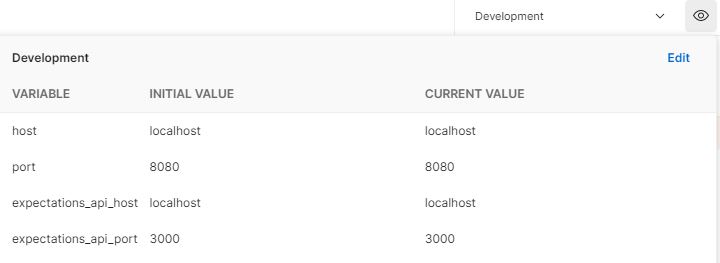 Development
Development Edit
VARIABLE INITIAL VALUE CURRENT VALUE
host localhost localhost
port 8080 8080
expectations_api_host localhost localhost
expectations_api_port 3000 3000